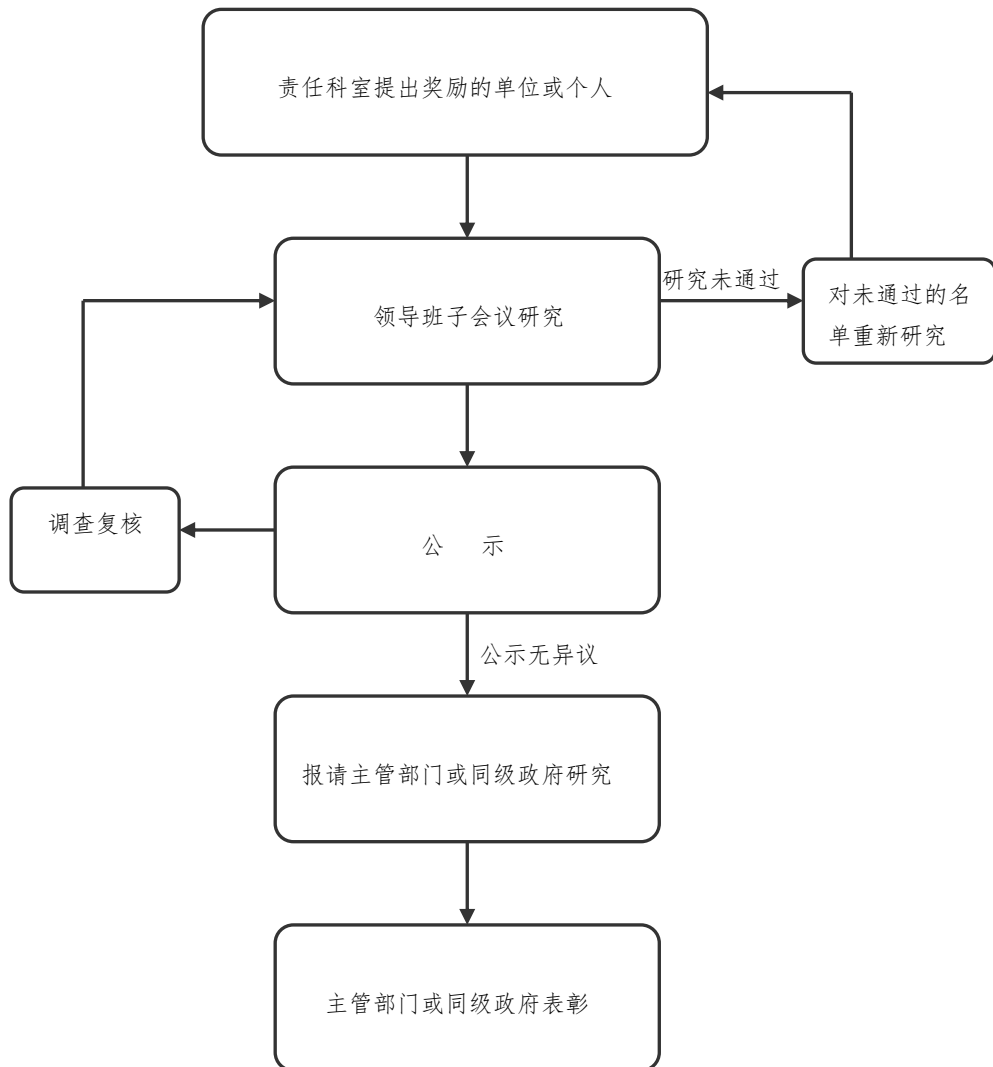 责任科室提出奖励的单位或个人
研究未通过
领导班子会议研究
对未通过的名
单重新研究
调查复核
公 示
公示无异议
报请主管部门或同级政府研究
主管部门或同级政府表彰